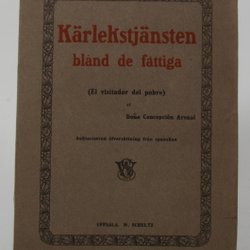 Kärlekstjänsten
bland de fattiga
(El visitador del pobre)
af
Doña Concepción Arenal
Auktoriserad öfversättning från spanskan
UPPSALA, W. SCHULTZ